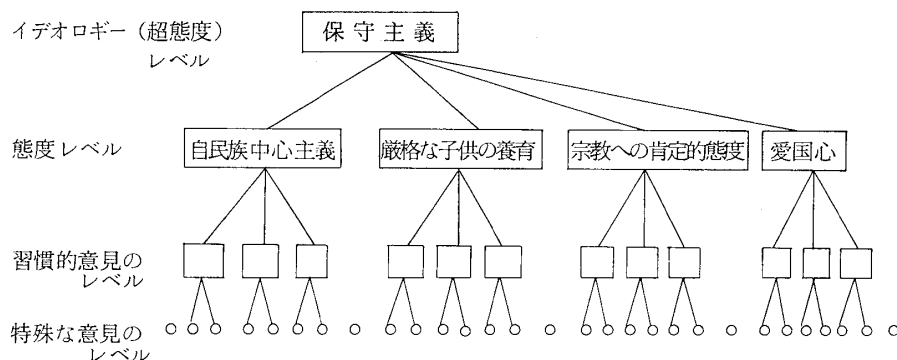 イデオロギー（超態度）
レベル
保守主義
態度レベル
自民族中心主義
厳格な子供の養育
宗教への肯定的態度
愛国心
習慣的意見の
レベル
特殊な意見の
レベル